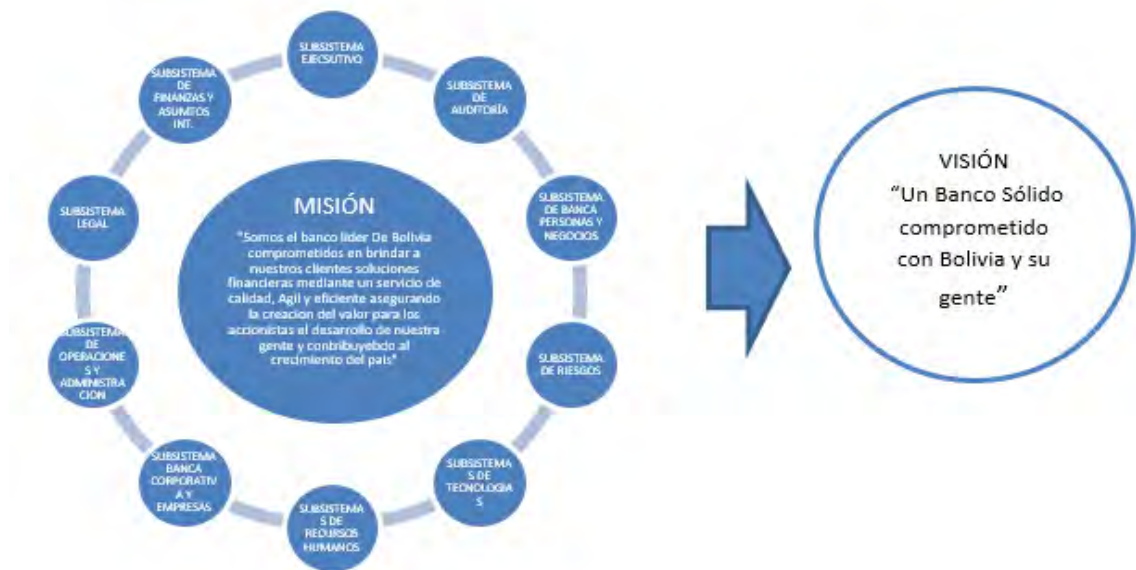 SUBSISTEMA
EJECSUTIVO
SUBSISTEMA
DE
AUDITORÍA
SUBSISTEMA
DE BANCA
PERSONAS Y
NEGOCIOS
SUBSISTEMA
DE RIESGOS
SUBSISTEMA
S DE
TECNOLOGIA
S
SUBSISTEMA
S DE
RECURSOS
HUMANOS
SUBSISTEMA
BANCA
CORPORATIV
A Y
EMPRESAS
SUBSISTEMA
DE
OPERACIONE
S Y
ADMINISTRA
CION
SUBSISTEMA
LEGAL
SUBSISTEMA
DE
FINANZAS Y
ASUMTOS
INT.
MISIÓN
"Somos el banco lider De Bolivia
comprometidos en brindar a
nuestros clientes soluciones
financieras mediante un servicio de
calidad, Agil y eficiente asegurando
la creacion del valor para los
accionistas el desarrollo de nuestra
gente y contribuyebdo al
crecimiento del pais"
VISIÓN
"Un Banco Sólido
comprometido
con Bolivia y su
gente"